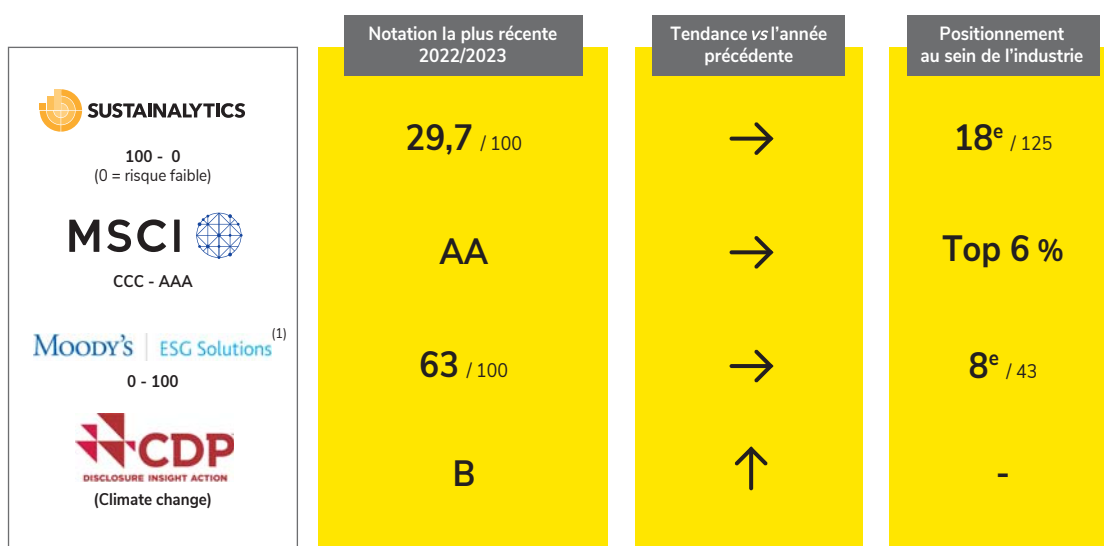 Notation la plus récente
2022/2023
Tendance vs l’année
précédente
Positionnement
au sein de l’industrie
SUSTAINALYTICS
100 - 0
(0 = risque faible)
29,7 / 100
→
18e / 125
MSCI
CCC - AAA
AA
→
Top 6 %
MOODY'S | ESG Solutions (1)
0 - 100
63 / 100
→
8e / 43
CDP
DISCLOSURE INSIGHT ACTION
(Climate change)
B
↑
-